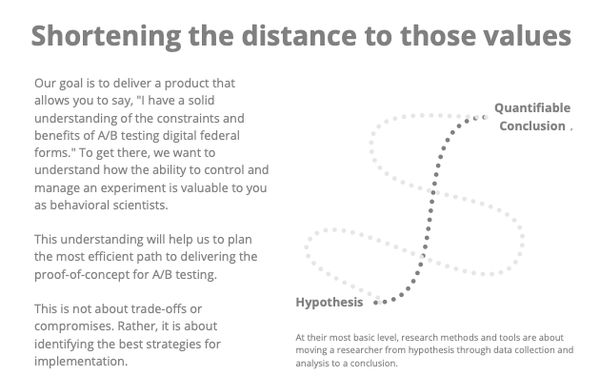 Shortening the distance to those values
Our goal is to deliver a product that
allows you to say, "I have a solid
understanding of the constraints and
benefits of A/B testing digital federal
forms." To get there, we want to
understand how the ability to control and
manage an experiment is valuable to you
as behavioral scientists.
This understanding will help us to plan
the most efficient path to delivering the
proof-of-concept for A/B testing.
This is not about trade-offs or
compromises. Rather, it is about
identifying the best strategies for
implementation.
Quantifiable
Conclusion .
Hypothesis
At their most basic level, research methods and tools are about
moving a researcher from hypothesis through data collection and
analysis to a conclusion.